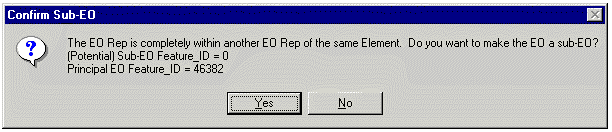 Confirm Sub-EO
The EO Rep is completely within another EO Rep of the same Element.  Do you want to make the EO a sub-EO?
(Potential) Sub-EO Feature_ID = 0
Principal EO Feature_ID = 46382
Yes
No